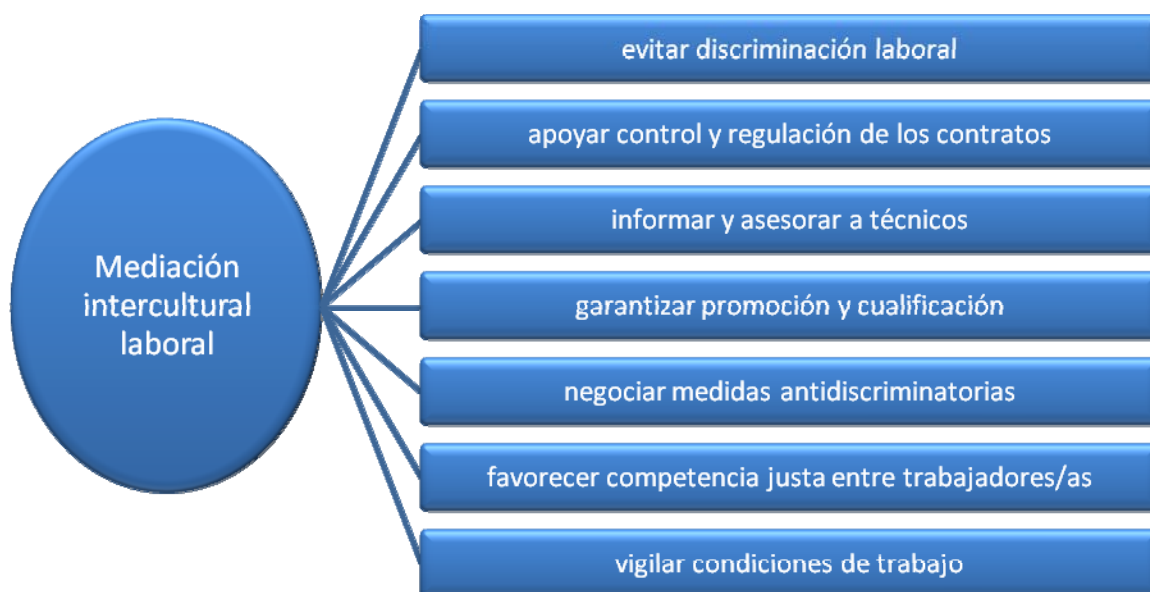 Mediación
intercultural
laboral
evitar discriminación laboral
apoyar control y regulación de los contratos
informar y asesorar a técnicos
garantizar promoción y cualificación
negociar medidas antidiscriminatorias
favorecer competencia justa entre trabajadores/as
vigilar condiciones de trabajo